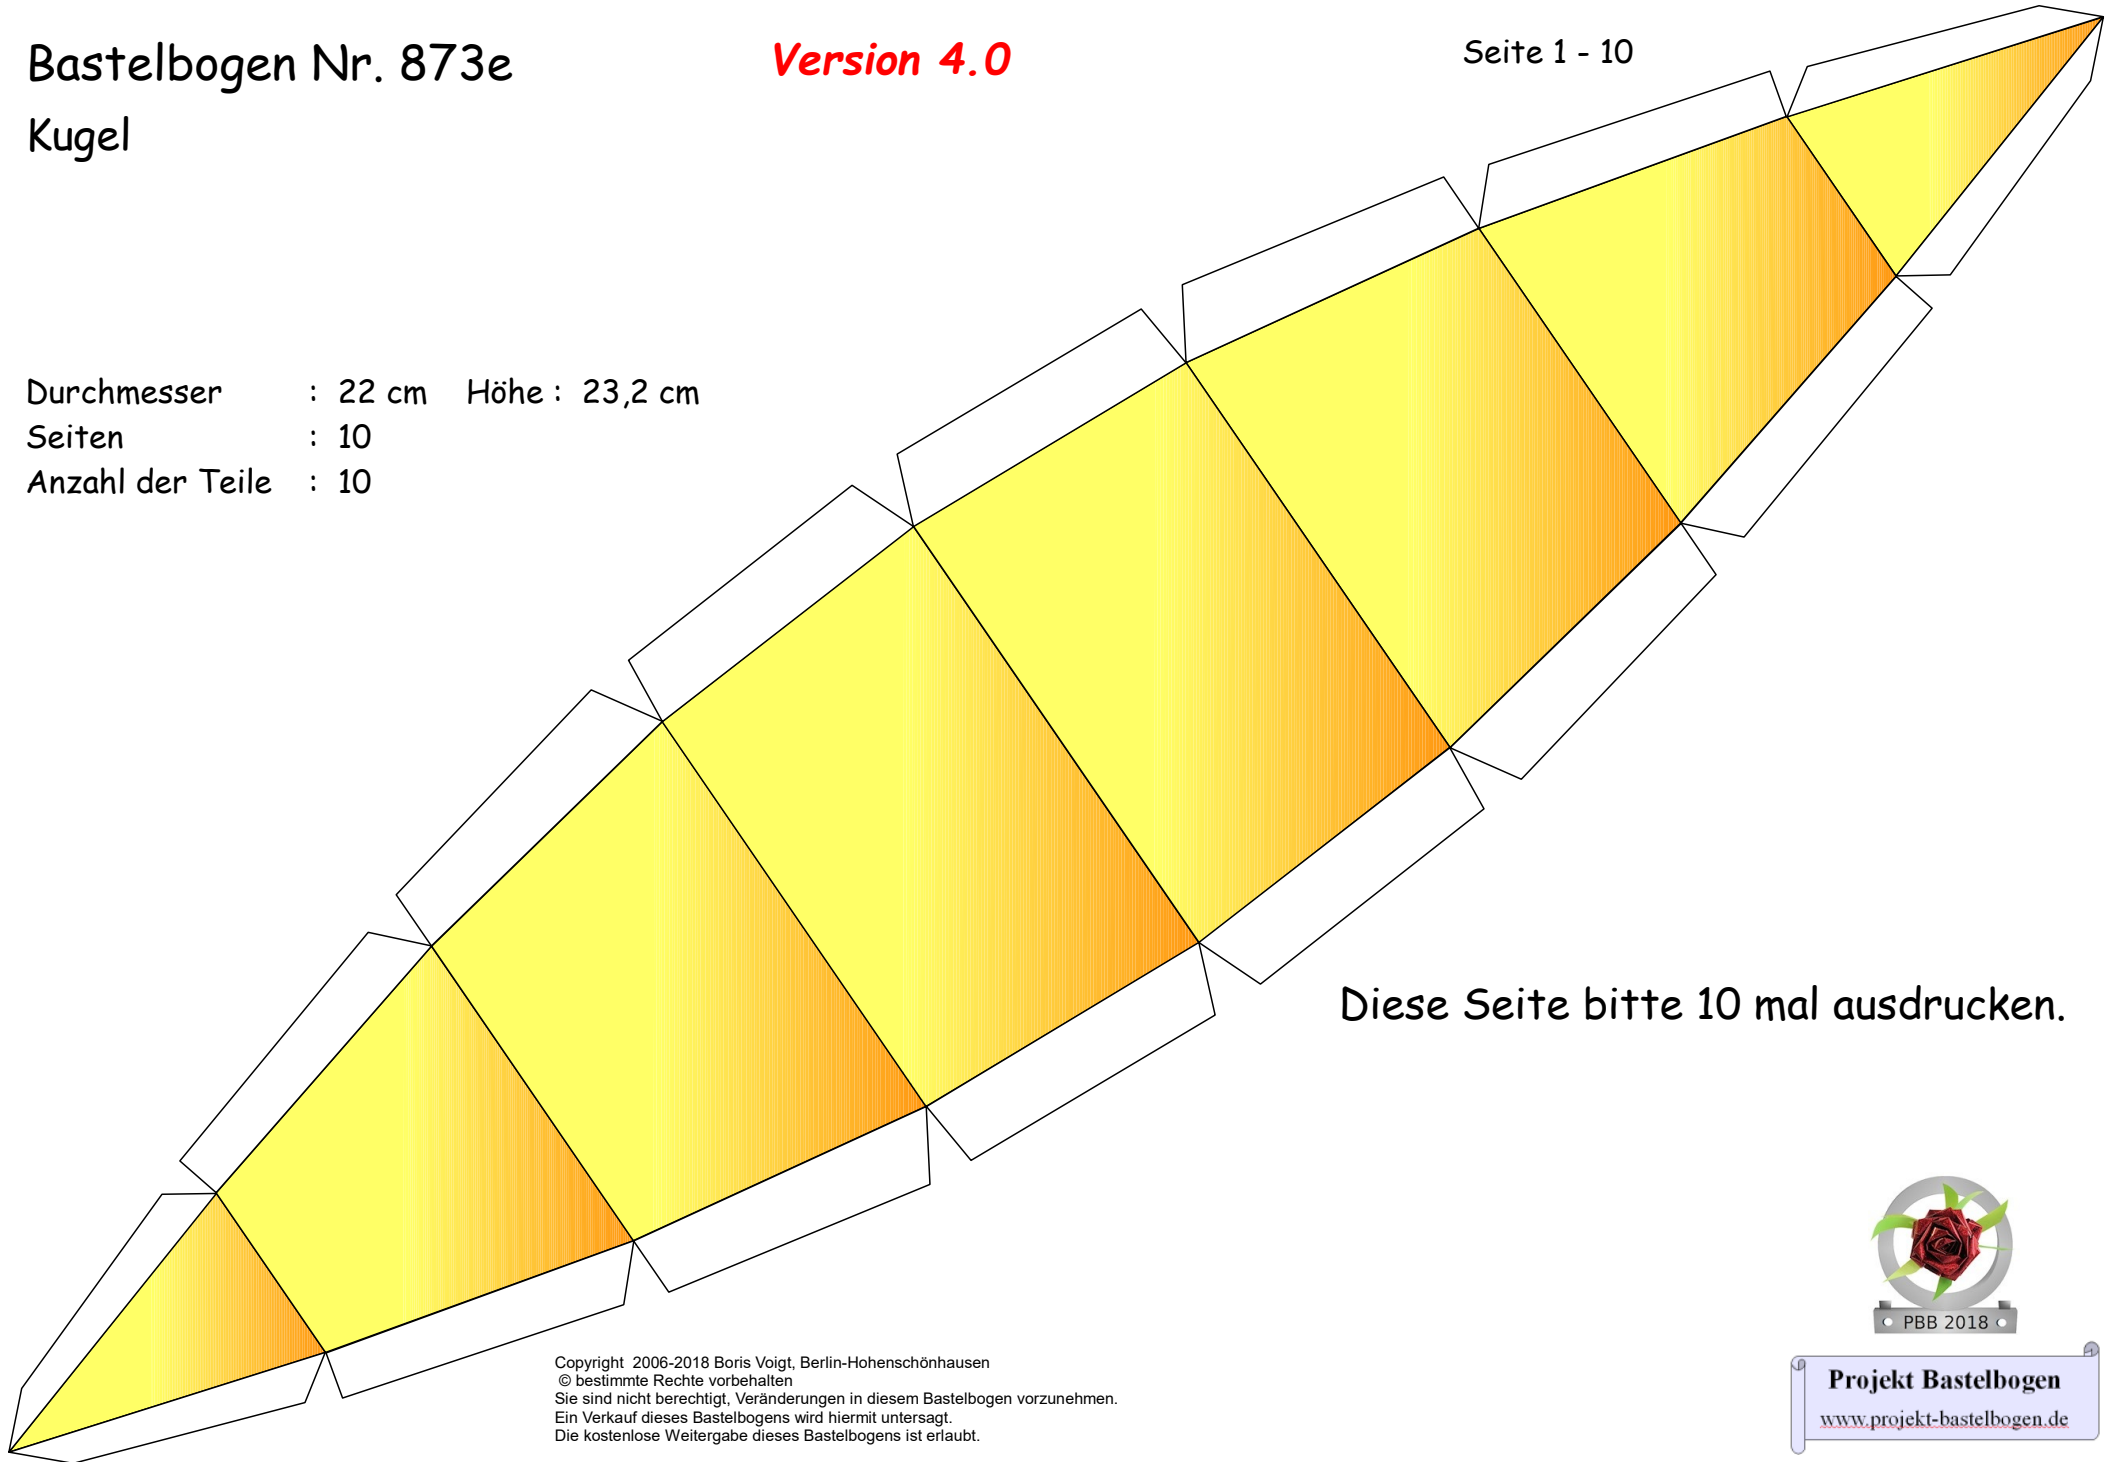 Bastelbogen Nr. 873e
Version 4.0
Seite 1 - 10
Kugel
Durchmesser : 22 cm Höhe : 23,2 cm
Seiten : 10
Anzahl der Teile : 10
Diese Seite bitte 10 mal ausdrucken.
PBB 2018
Copyright 2006-2018 Boris Voigt, Berlin-Hohenschönhausen
© bestimmte Rechte vorbehalten
Sie sind nicht berechtigt, Veränderungen in diesem Bastelbogen vorzunehmen.
Ein Verkauf dieses Bastelbogens wird hiermit untersagt.
Die kostenlose Weitergabe dieses Bastelbogens ist erlaubt.
Projekt Bastelbogen
www.projekt-bastelbogen.de